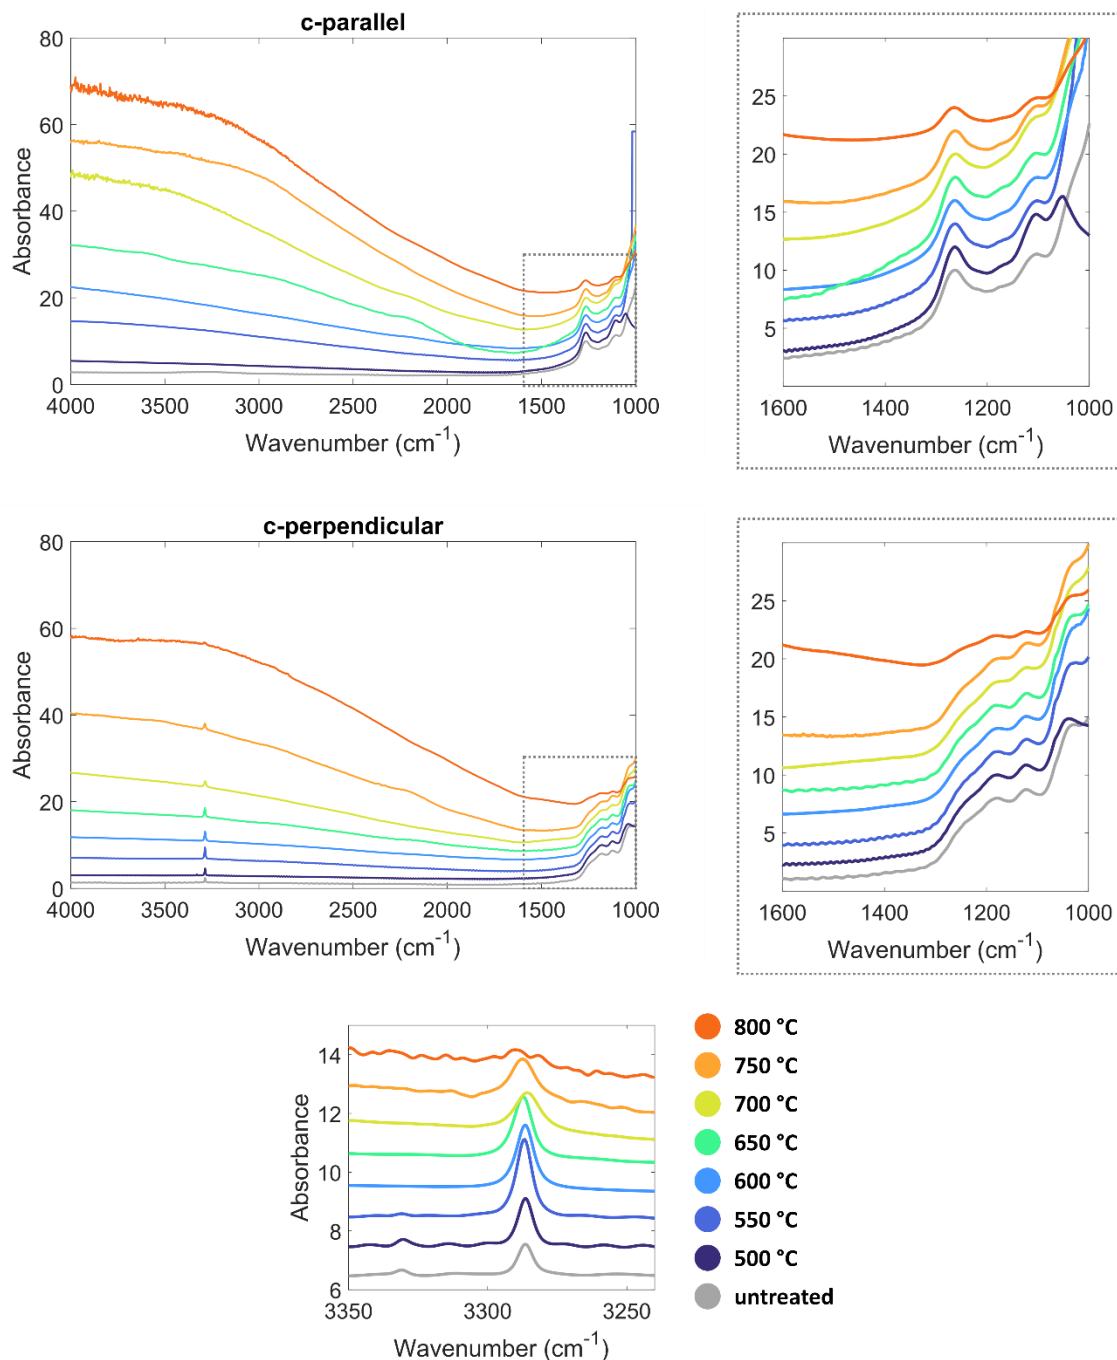 c-parallel
80
60
40
20
0
4000 3500 3000 2500 2000 1500 1000
Absorbance
Wavenumber (cm⁻¹)
25
20
15
10
5
1600 1400 1200 1000
Wavenumber (cm⁻¹)
c-perpendicular
80
60
40
20
0
4000 3500 3000 2500 2000 1500 1000
Absorbance
Wavenumber (cm⁻¹)
25
20
15
10
5
1600 1400 1200 1000
Wavenumber (cm⁻¹)
14
12
10
8
6
3350 3300 3250
Absorbance
Wavenumber (cm⁻¹)
800 °C
750 °C
700 °C
650 °C
600 °C
550 °C
500 °C
untreated